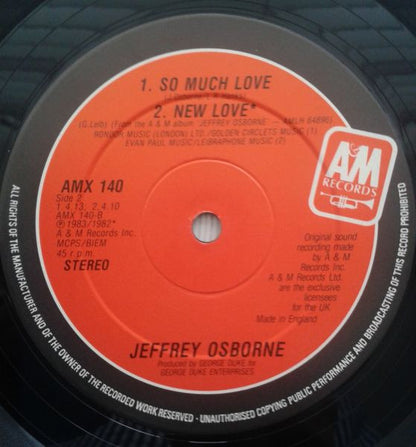 1. SO MUCH LOVE
2. NEW LOVE*
(G. Leib) (From the A&M album "JEFFREY OSBORNE" - AMLH 64896)
RONDOR MUSIC (LONDON) LTD./GOLDEN CIRCLETS MUSIC (1)
EVAN PAUL MUSIC/LEIBRAPHONE MUSIC (2)
A&M
RECORDS
AMX 140
Side 2
1. 4.13; 2. 4.10
AMX 140-B
℗ 1983/1982*
A & M Records Inc.
MCPS/BIEM
45 r.p.m.
STEREO
Original sound
recording made
by A & M
Records Inc.
A & M Records Ltd.
are the exclusive
licensees
for the UK.
Made in England
JEFFREY OSBORNE
Produced by GEORGE DUKE for
GEORGE DUKE ENTERPRISES
ALL RIGHTS OF THE MANUFACTURER AND OF THE OWNER OF THE RECORDED WORK RESERVED · UNAUTHORISED COPYING PUBLIC PERFORMANCE AND BROADCASTING OF THIS RECORD PROHIBITED